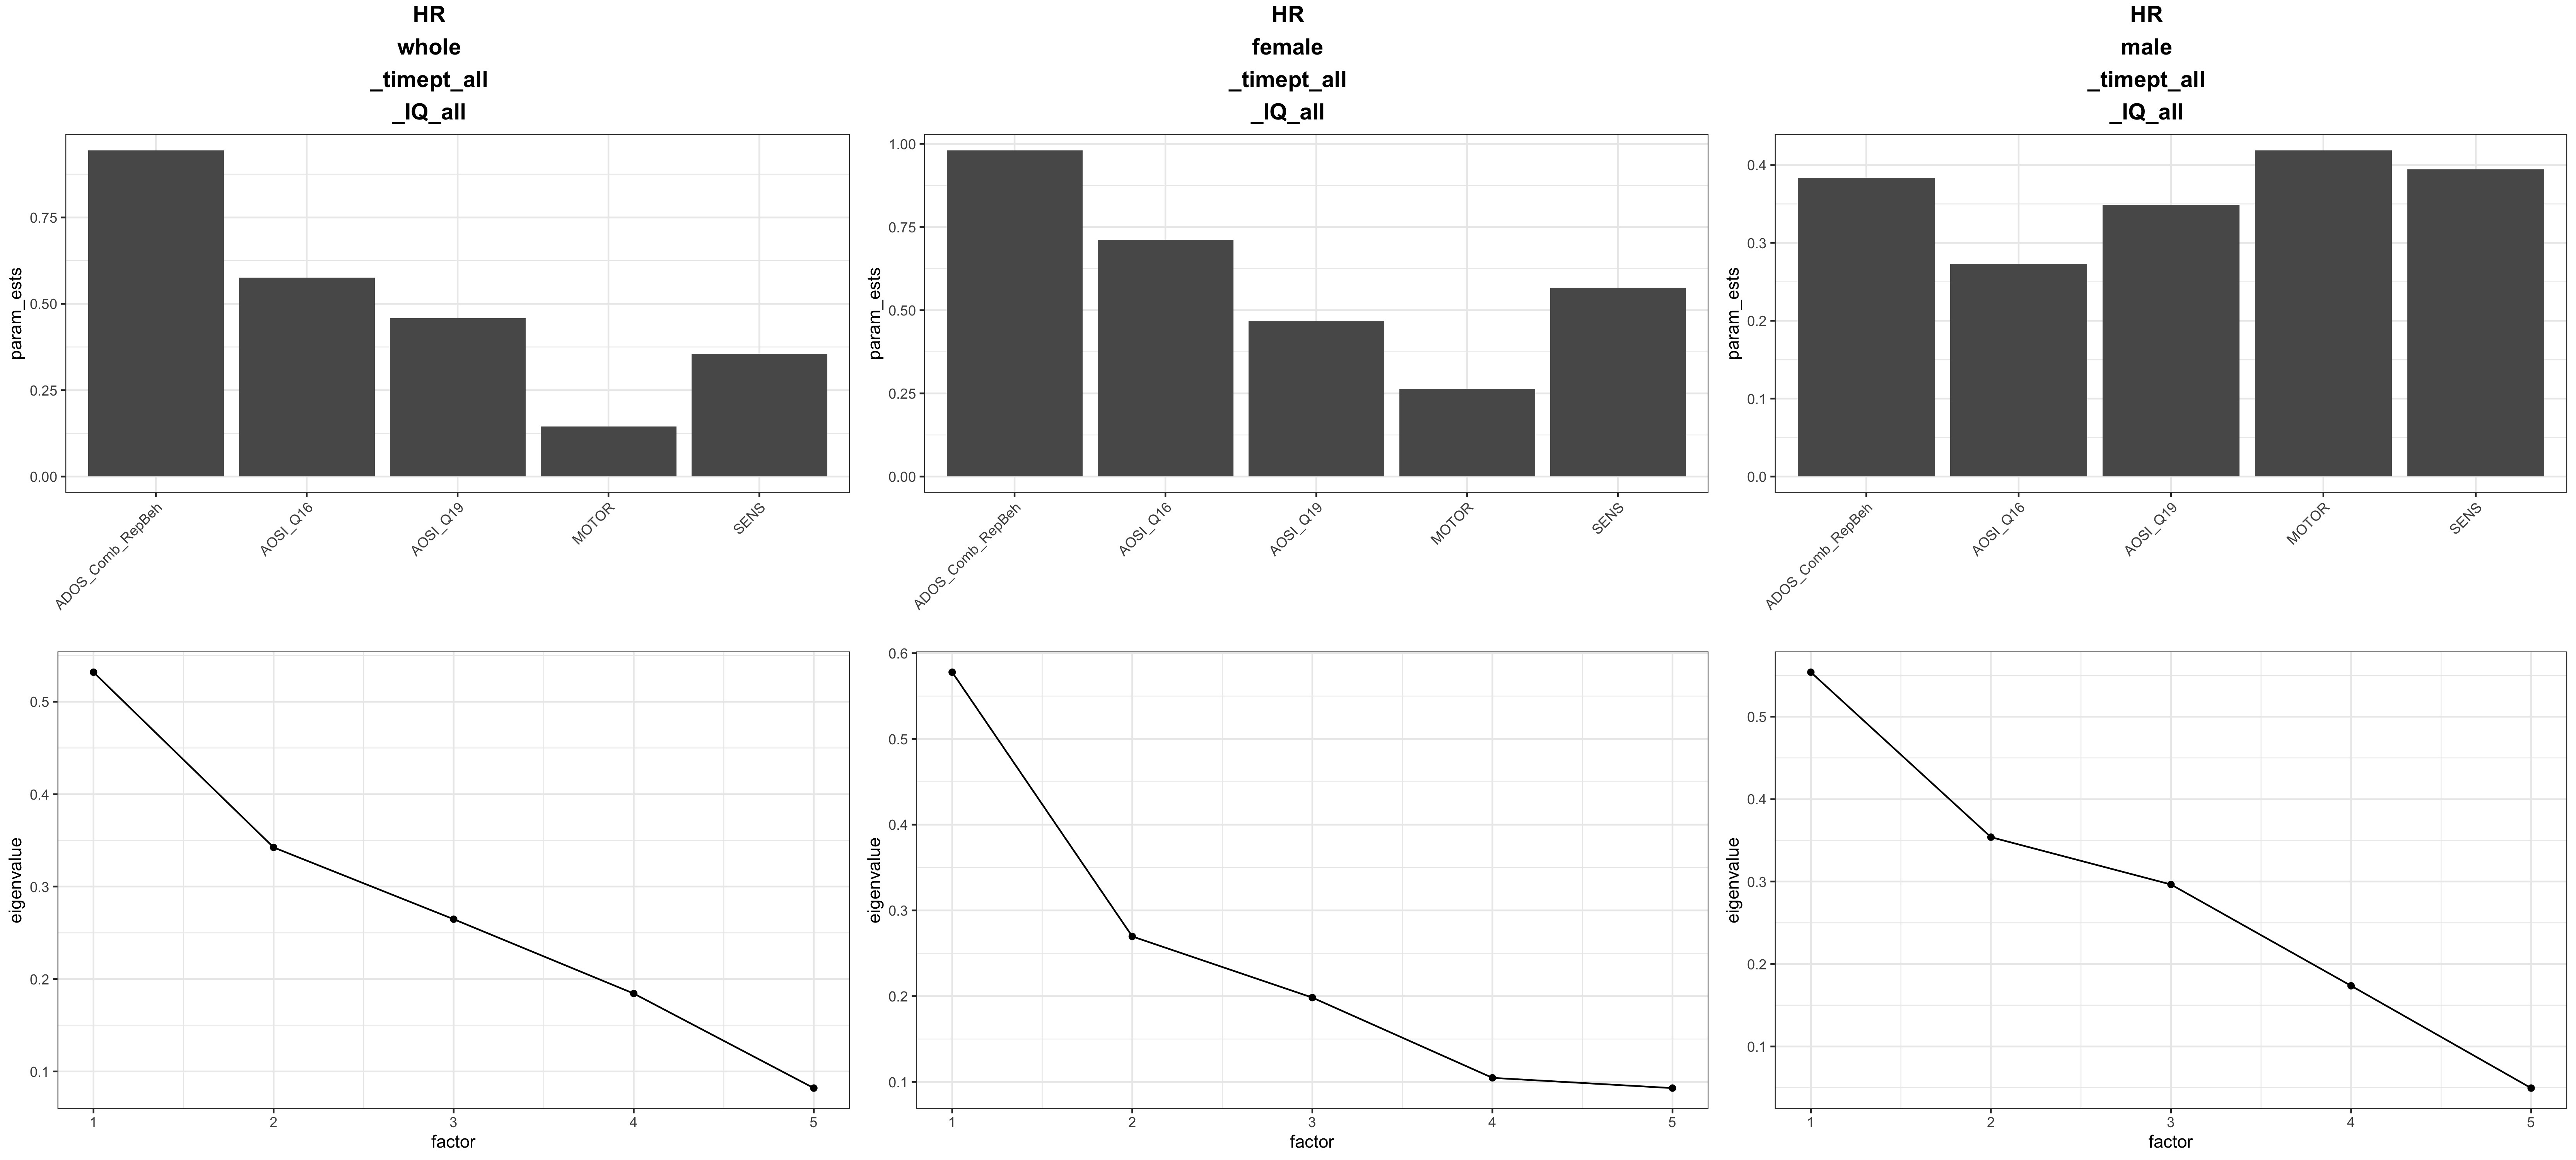 HR
whole
_timept_all
_IQ_all
param_ests
0.75
0.50
0.25
0.00
ADOS_Comb_RepBeh
AOSI_Q16
AOSI_Q19
MOTOR
SENS
HR
female
_timept_all
_IQ_all
param_ests
1.00
0.75
0.50
0.25
0.00
ADOS_Comb_RepBeh
AOSI_Q16
AOSI_Q19
MOTOR
SENS
HR
male
_timept_all
_IQ_all
param_ests
0.4
0.3
0.2
0.1
0.0
ADOS_Comb_RepBeh
AOSI_Q16
AOSI_Q19
MOTOR
SENS
eigenvalue
0.5
0.4
0.3
0.2
0.1
1 2 3 4 5
factor
eigenvalue
0.6
0.5
0.4
0.3
0.2
0.1
1 2 3 4 5
factor
eigenvalue
0.5
0.4
0.3
0.2
0.1
1 2 3 4 5
factor